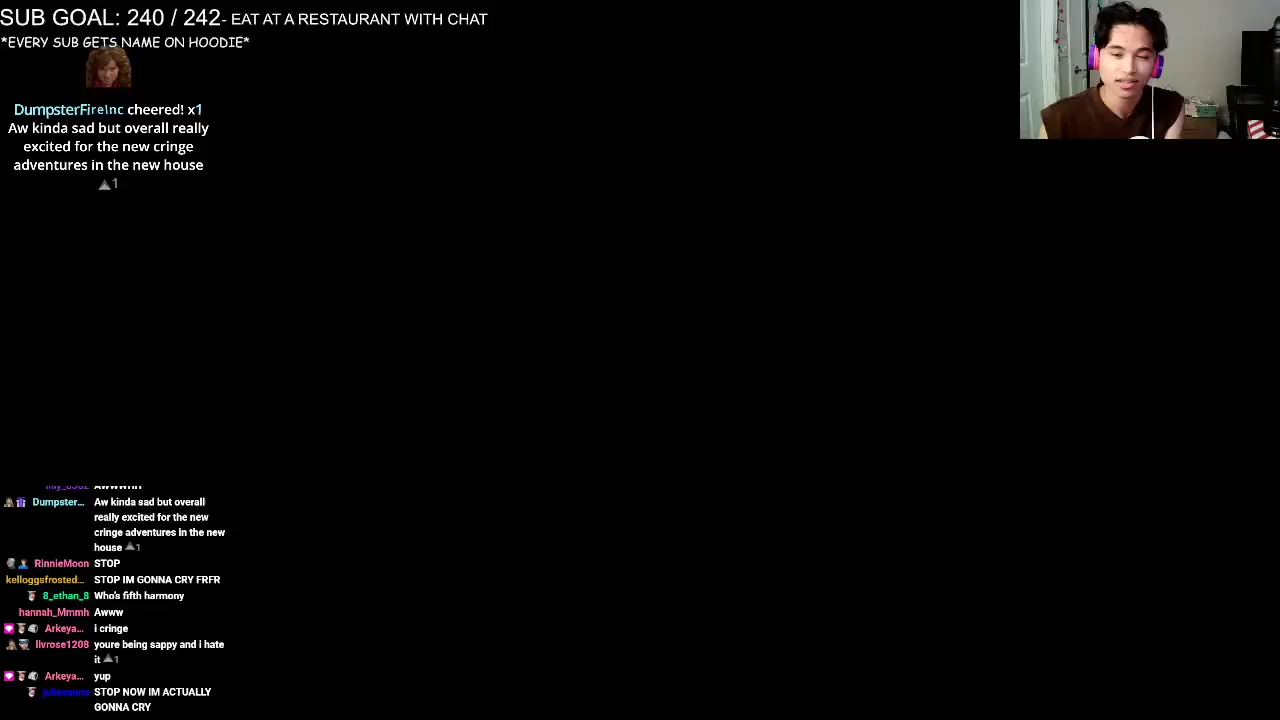 SUB GOAL: 240 / 242- EAT AT A RESTAURANT WITH CHAT
*EVERY SUB GETS NAME ON HOODIE*
DumpsterFireInc cheered! x1
Aw kinda sad but overall really
excited for the new cringe
adventures in the new house
1
Dumpster... Aw kinda sad but overall
really excited for the new
cringe adventures in the new
house 1
RinnieMoon STOP
kelloggsfrosted... STOP IM GONNA CRY FRFR
8_ethan_8 Who's fifth harmony
hannah_Mmmh Awww
Arkeya... i cringe
livrose1208 youre being sappy and i hate
it 1
Arkeya... yup
STOP NOW IM ACTUALLY
GONNA CRY